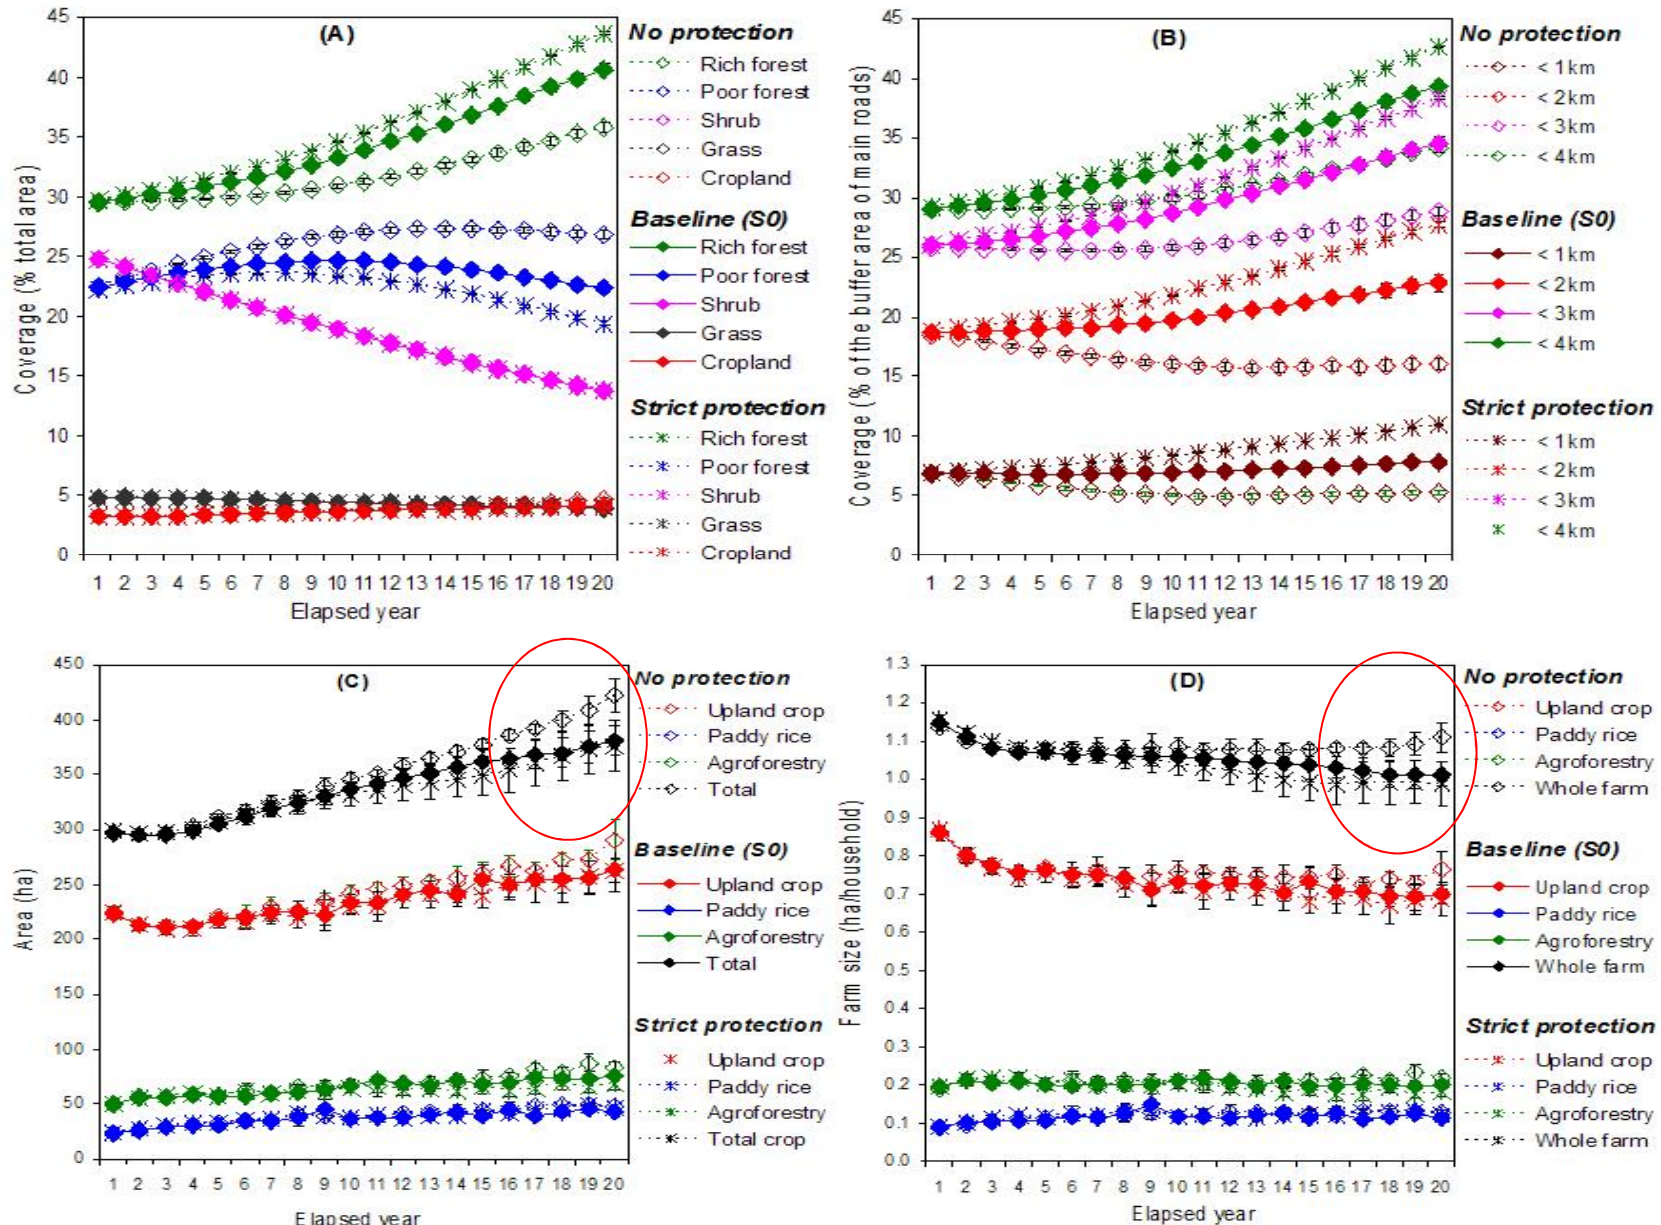 (A)
Coverage (% total area)
45
40
35
30
25
20
15
10
5
0
1 2 3 4 5 6 7 8 9 10 11 12 13 14 15 16 17 18 19 20
Elapsed year
No protection
Rich forest
Poor forest
Shrub
Grass
Cropland
Baseline (S0)
Rich forest
Poor forest
Shrub
Grass
Cropland
Strict protection
Rich forest
Poor forest
Shrub
Grass
Cropland
(B)
Coverage (% of the buffer area of main roads)
45
40
35
30
25
20
15
10
5
0
1 2 3 4 5 6 7 8 9 10 11 12 13 14 15 16 17 18 19 20
Elapsed year
No protection
< 1km
< 2km
< 3km
< 4km
Baseline (S0)
< 1km
< 2km
< 3km
< 4km
Strict protection
< 1km
< 2km
< 3km
< 4km
(C)
Area (ha)
450
400
350
300
250
200
150
100
50
0
1 2 3 4 5 6 7 8 9 10 11 12 13 14 15 16 17 18 19 20
Elapsed year
No protection
Upland crop
Paddy rice
Agroforestry
Total
Baseline (S0)
Upland crop
Paddy rice
Agroforestry
Total
Strict protection
Upland crop
Paddy rice
Agroforestry
Total crop
(D)
Farm size (ha/household)
1.3
1.2
1.1
1.0
0.9
0.8
0.7
0.6
0.5
0.4
0.3
0.2
0.1
0.0
1 2 3 4 5 6 7 8 9 10 11 12 13 14 15 16 17 18 19 20
Elapsed year
No protection
Upland crop
Paddy rice
Agroforestry
Whole farm
Baseline (S0)
Upland crop
Paddy rice
Agroforestry
Whole farm
Strict protection
Upland crop
Paddy rice
Agroforestry
Whole farm